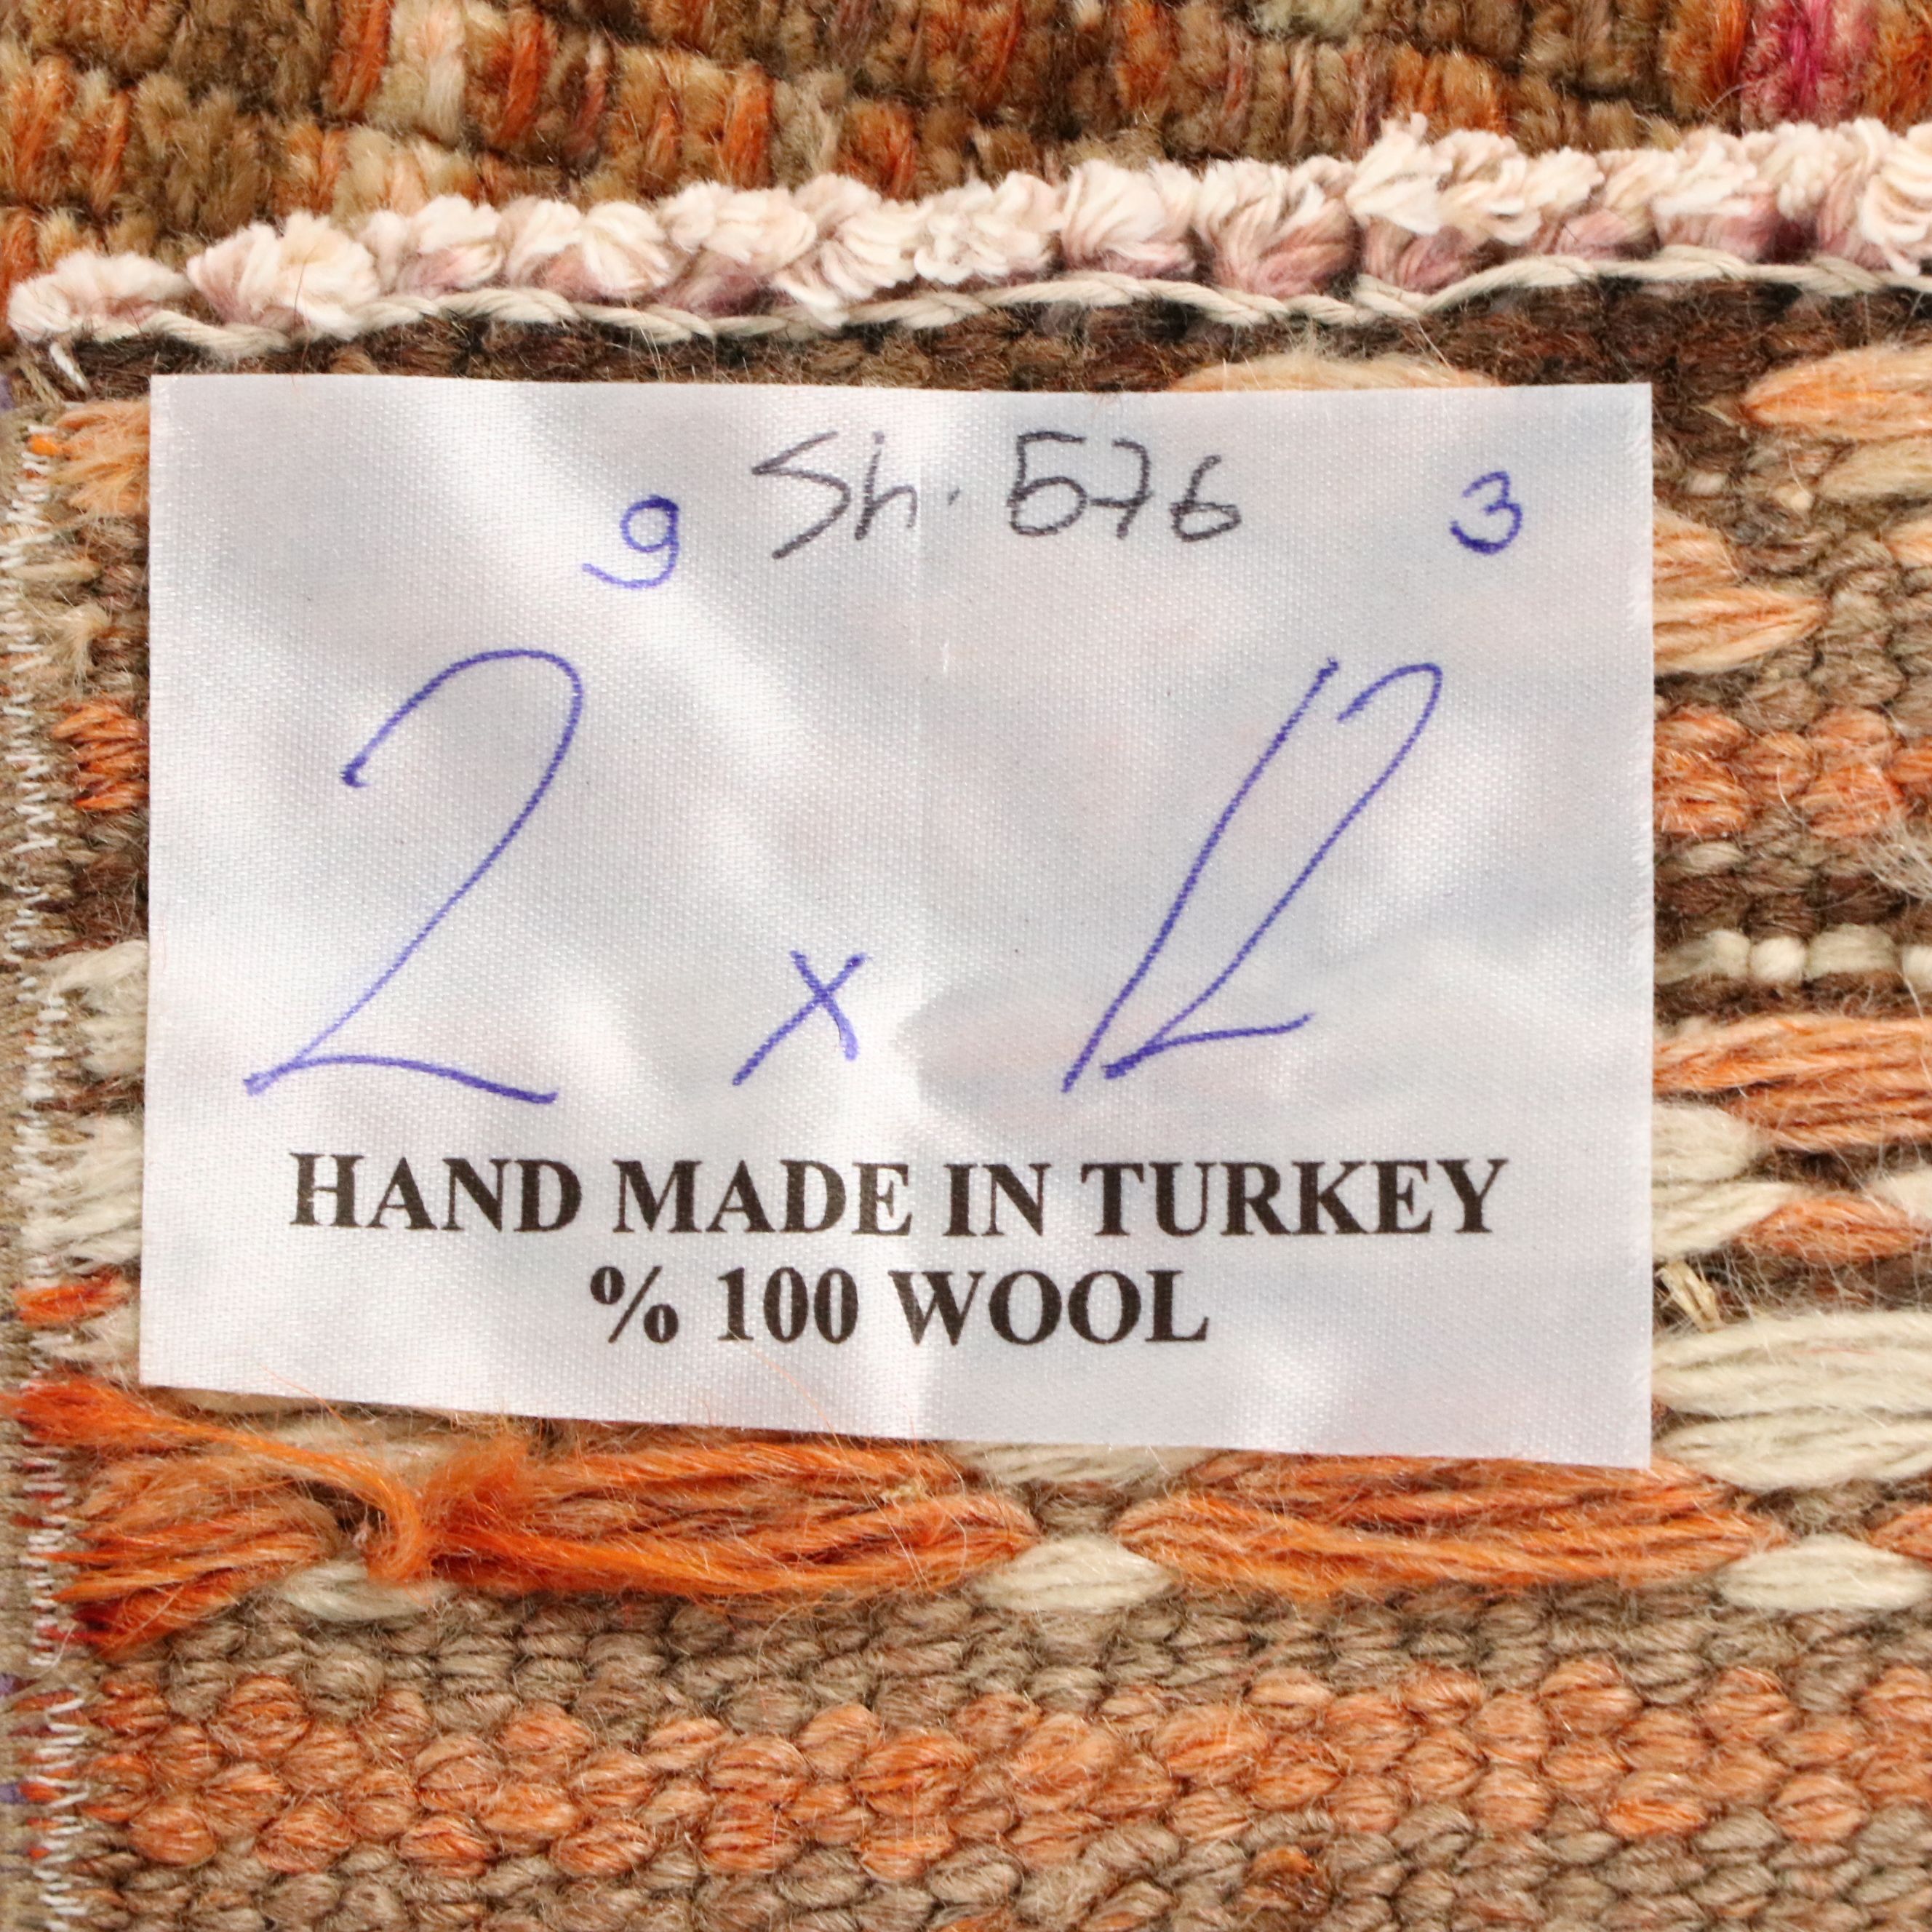 9 Sh. 576 3
2 x 12
HAND MADE IN TURKEY
% 100 WOOL